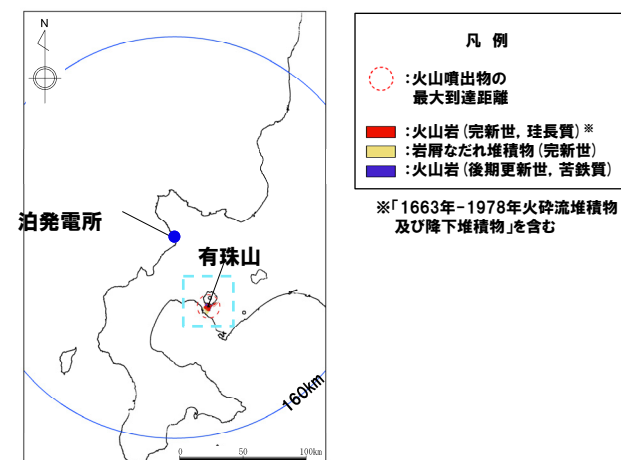 N
泊発電所
有珠山
160km
0 50 100km
凡 例
:火山噴出物の
最大到達距離
:火山岩(完新世, 珪長質)※
:岩屑なだれ堆積物(完新世)
:火山岩(後期更新世, 苦鉄質)
※「1663年-1978年火砕流堆積物
及び降下堆積物」を含む